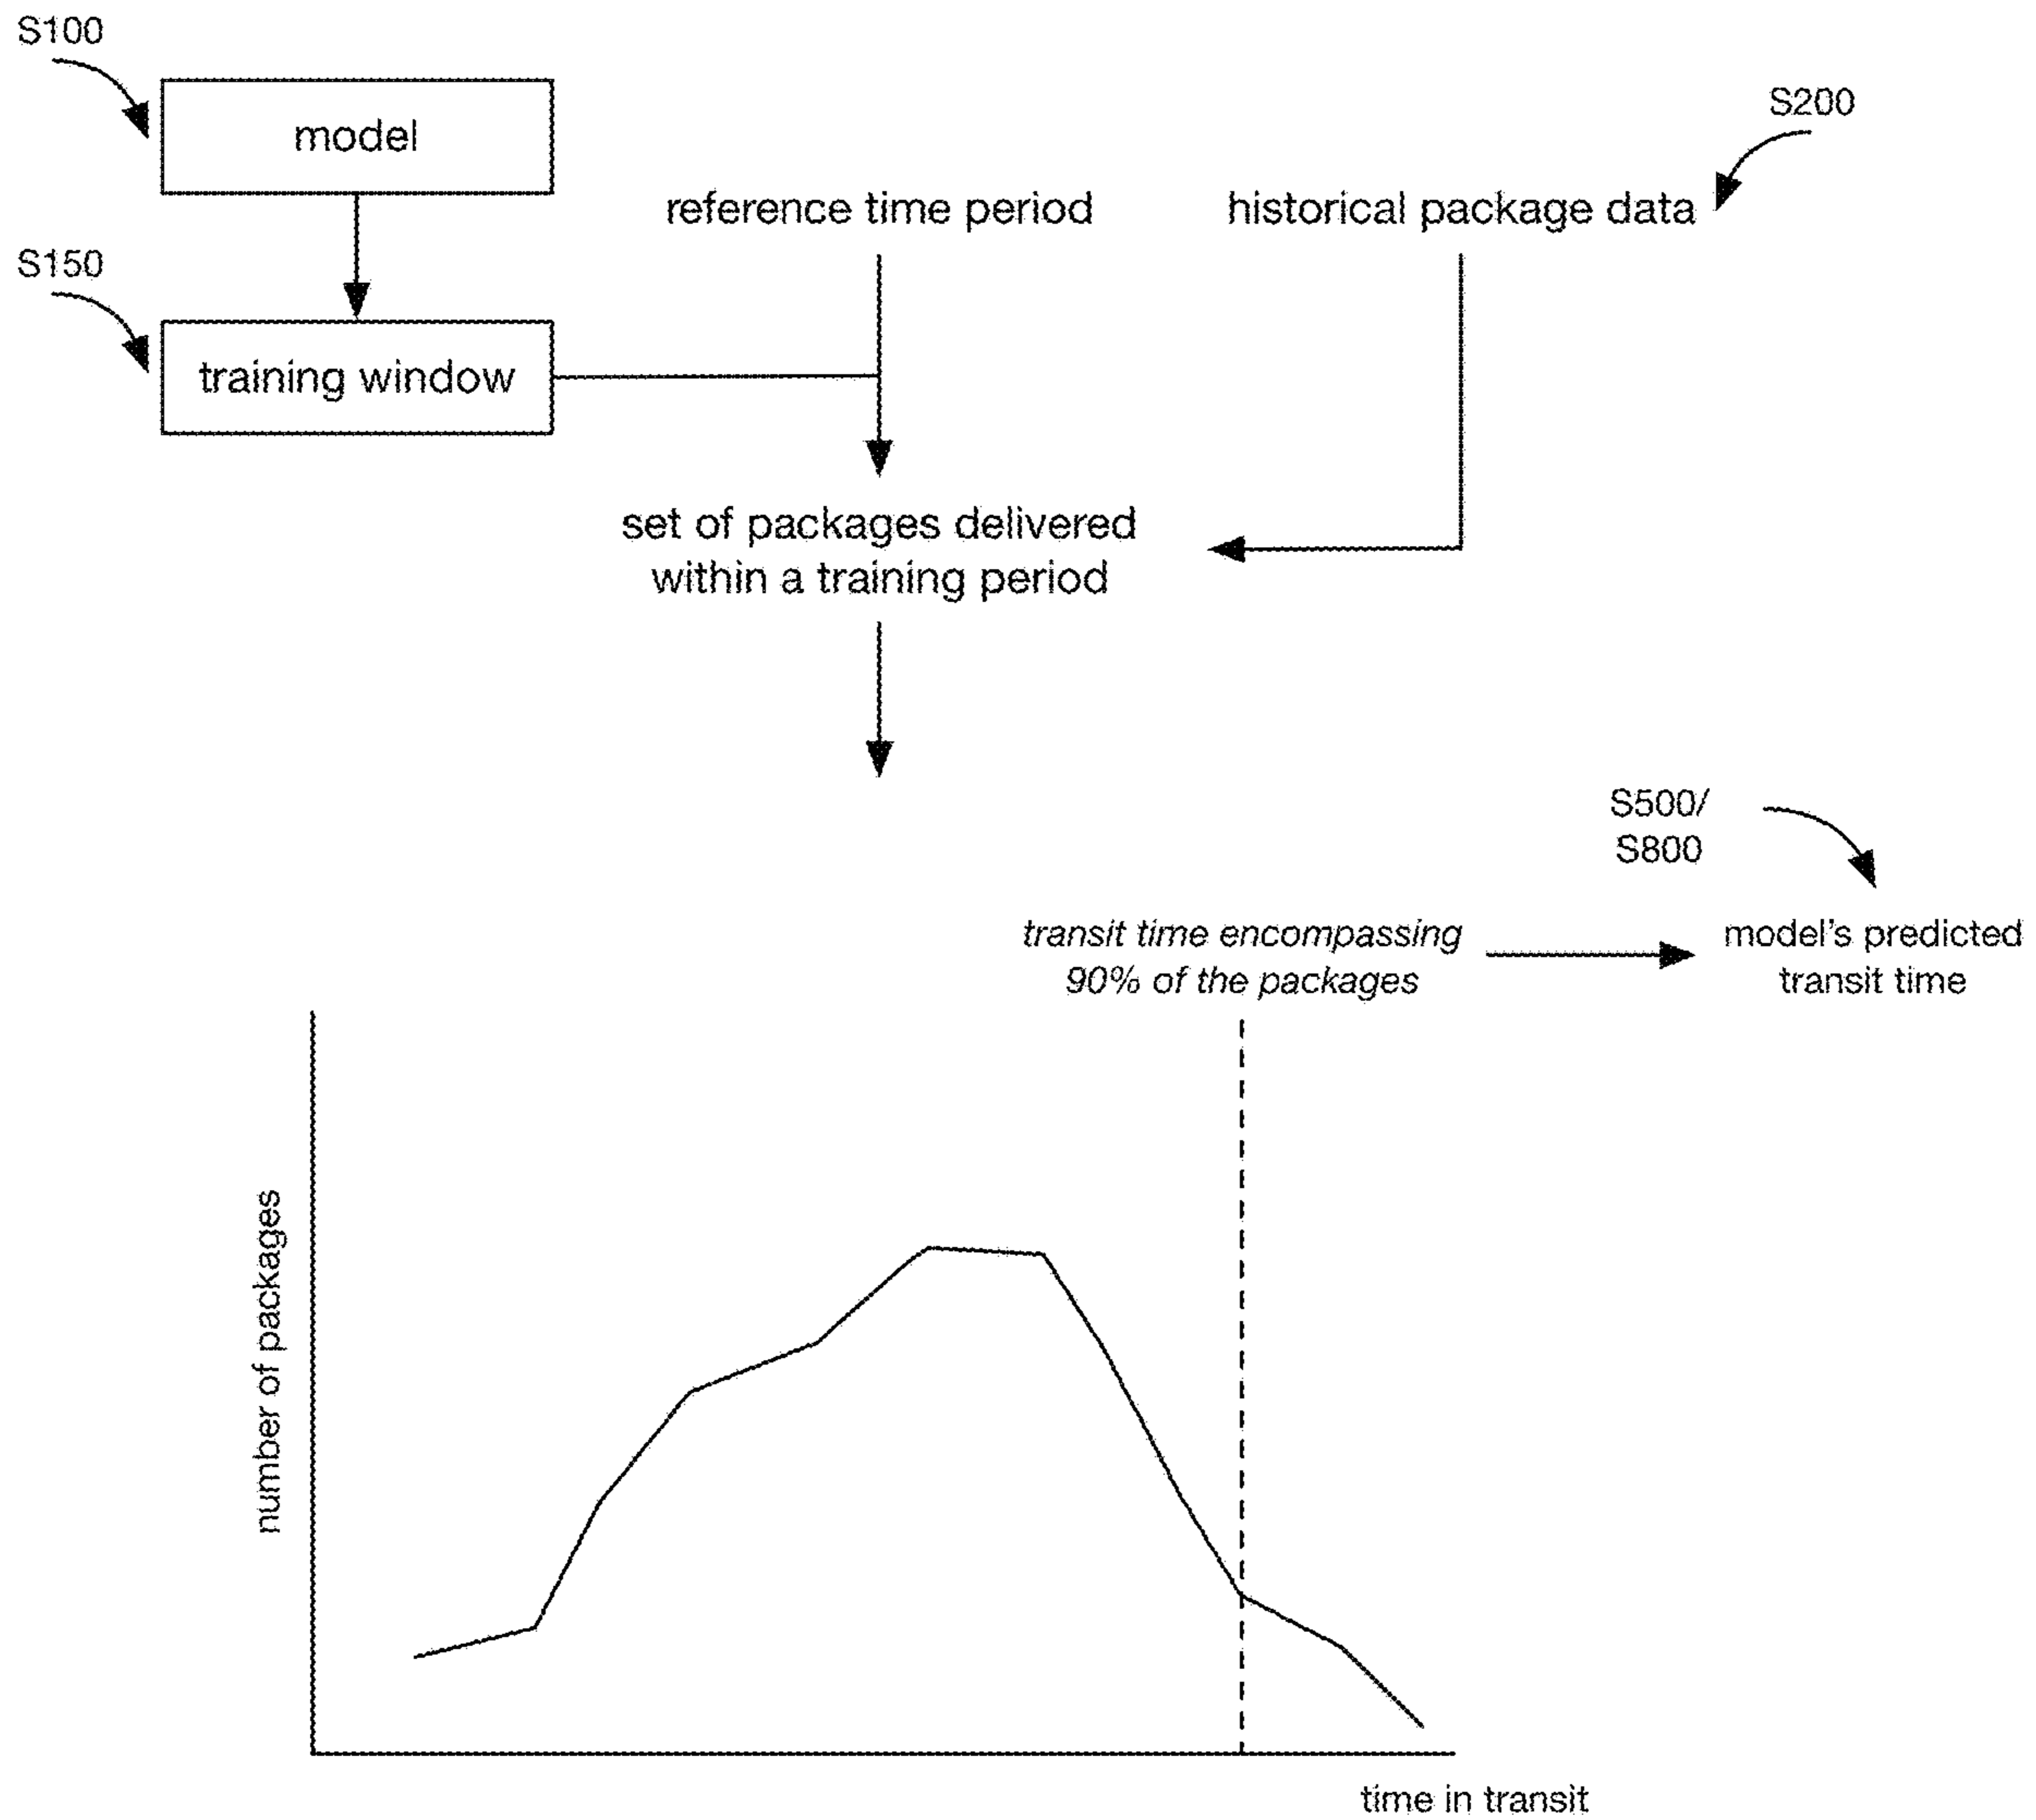 S100
model
S200
reference time period
historical package data
S150
training window
set of packages delivered
within a training period
S500/
S800
transit time encompassing
90% of the packages
model's predicted
transit time
number of packages
time in transit